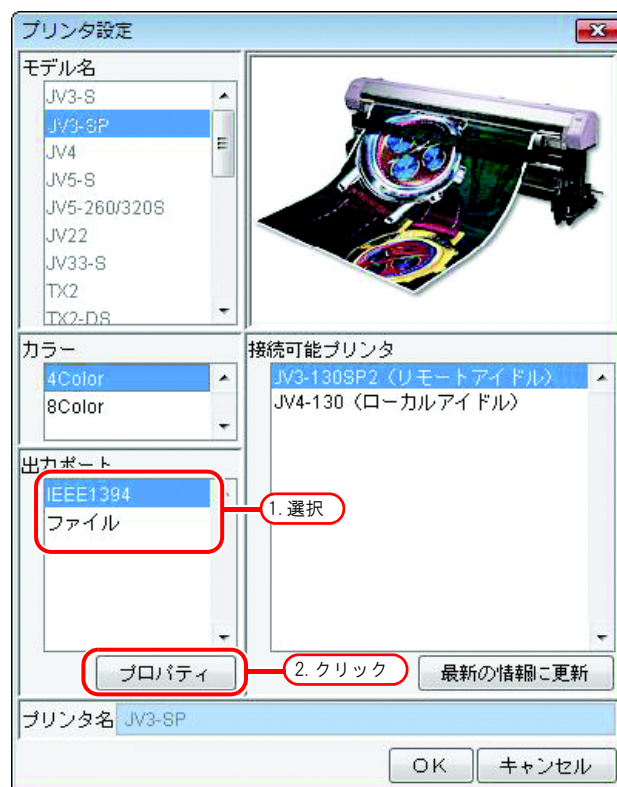 プリンタ設定
モデル名
JV3-S
JV3-SP
JV4
JV5-S
JV5-260/320S
JV22
JV33-S
TX2
TX2-DS
カラー
4Color
8Color
接続可能プリンタ
JV3-130SP2（リモートアイドル）
JV4-130（ローカルアイドル）
出力ポート
IEEE1394
ファイル
1. 選択
プロパティ
2. クリック
最新の情報に更新
プリンタ名 JV3-SP
OK キャンセル